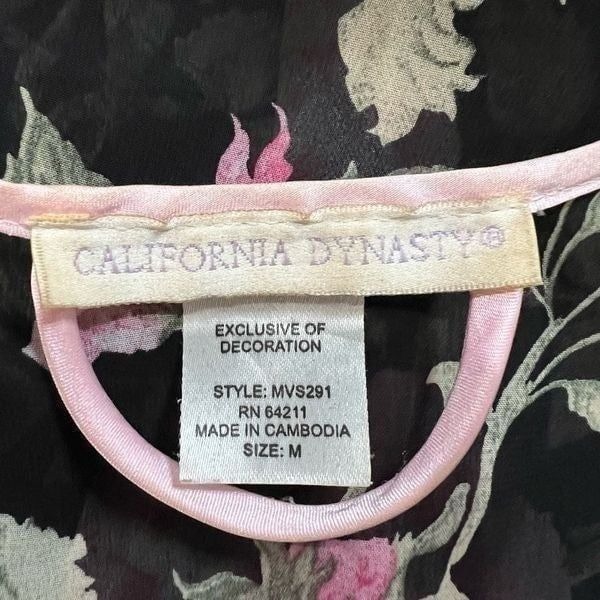 CALIFORNIA DYNASTY®
EXCLUSIVE OF
DECORATION
STYLE: MVS291
RN 64211
MADE IN CAMBODIA
SIZE: M